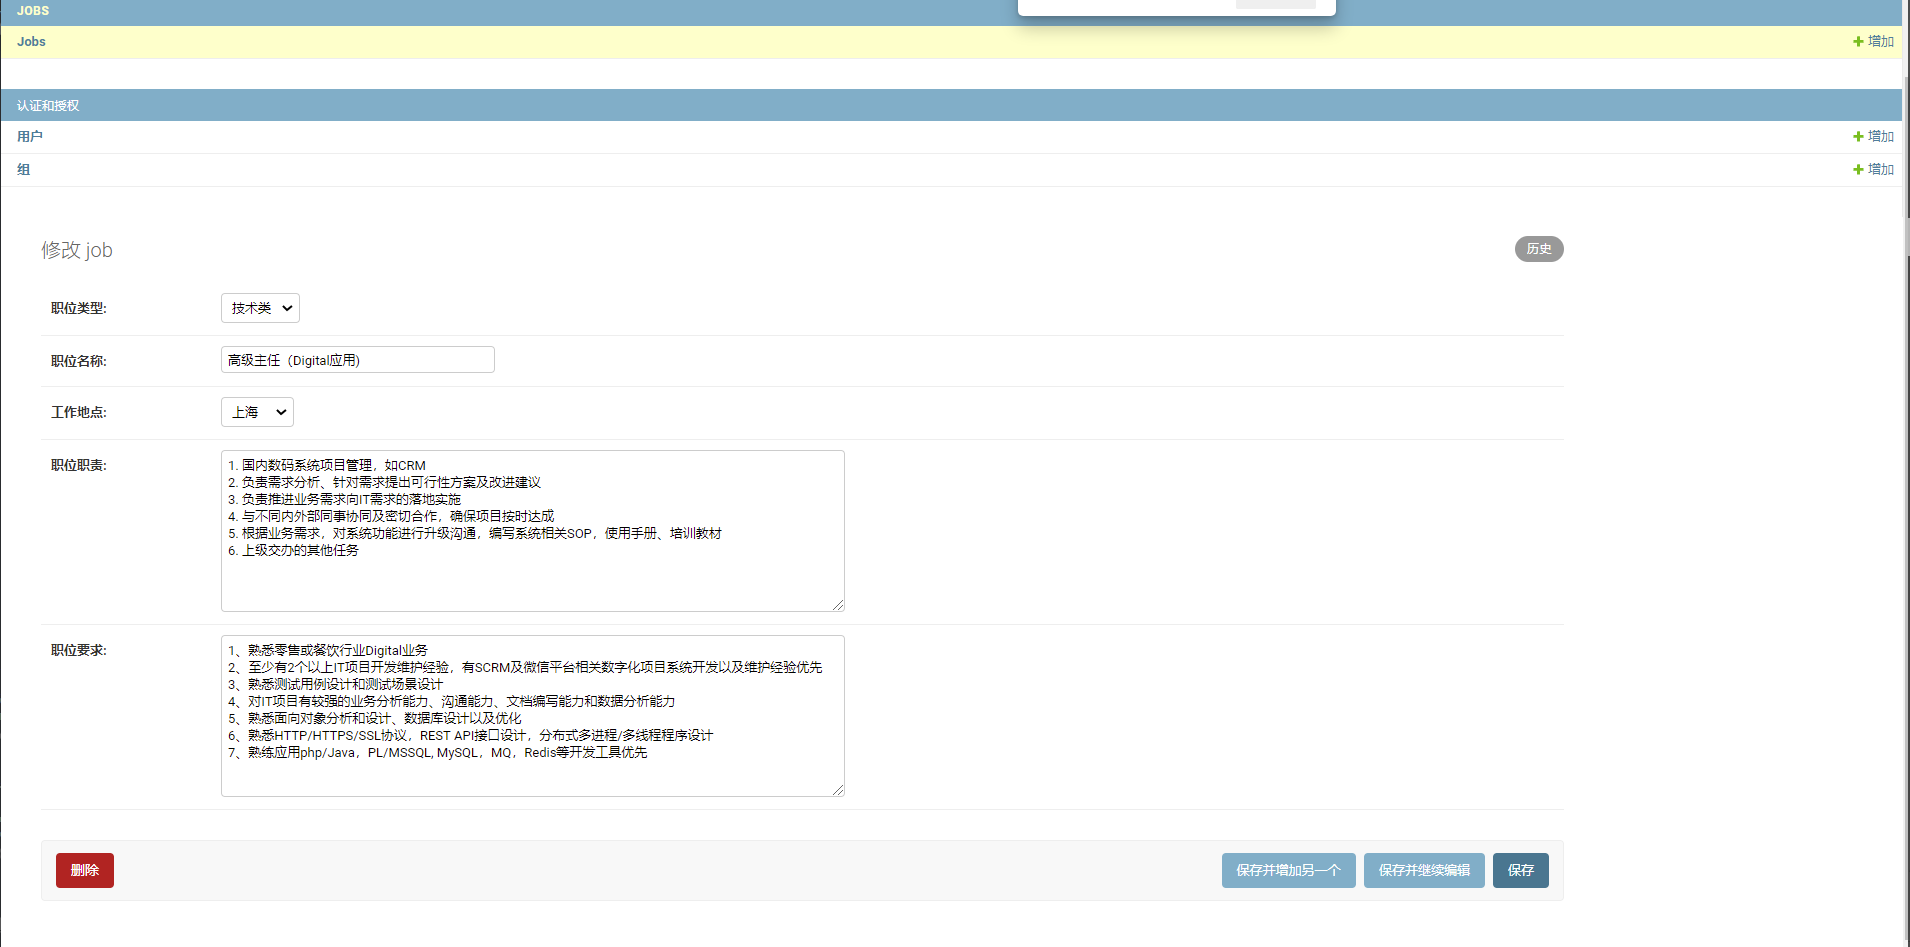 JOBS
Jobs
增加
认证和授权
用户
增加
组
增加
修改 job
历史
职位类型:
技术类
职位名称:
高级主任（Digital应用)
工作地点:
上海
职位职责:
1. 国内数码系统项目管理，如CRM
2. 负责需求分析、针对需求提出可行性方案及改进建议
3. 负责推进业务需求向IT需求的落地实施
4. 与不同内外部同事协同及密切合作，确保项目按时达成
5. 根据业务需求，对系统功能进行升级沟通，编写系统相关SOP，使用手册、培训教材
6. 上级交办的其他任务
职位要求:
1、熟悉零售或餐饮行业Digital业务
2、至少有2个以上IT项目开发维护经验，有SCRM及微信平台相关数字化项目系统开发以及维护经验优先
3、熟悉测试用例设计和测试场景设计
4、对IT项目有较强的业务分析能力、沟通能力、文档编写能力和数据分析能力
5、熟悉面向对象分析和设计、数据库设计以及优化
6、熟悉HTTP/HTTPS/SSL协议，REST API接口设计，分布式多进程/多线程程序设计
7、熟练应用php/Java，PL/MSSQL, MySQL，MQ，Redis等开发工具优先
删除
保存并增加另一个
保存并继续编辑
保存